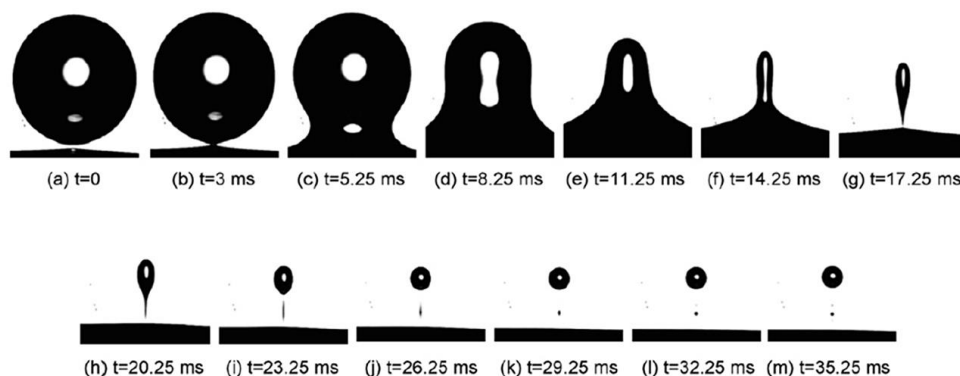 (a) t=0 (b) t=3 ms (c) t=5.25 ms (d) t=8.25 ms (e) t=11.25 ms (f) t=14.25 ms (g) t=17.25 ms
(h) t=20.25 ms (i) t=23.25 ms (j) t=26.25 ms (k) t=29.25 ms (l) t=32.25 ms (m) t=35.25 ms